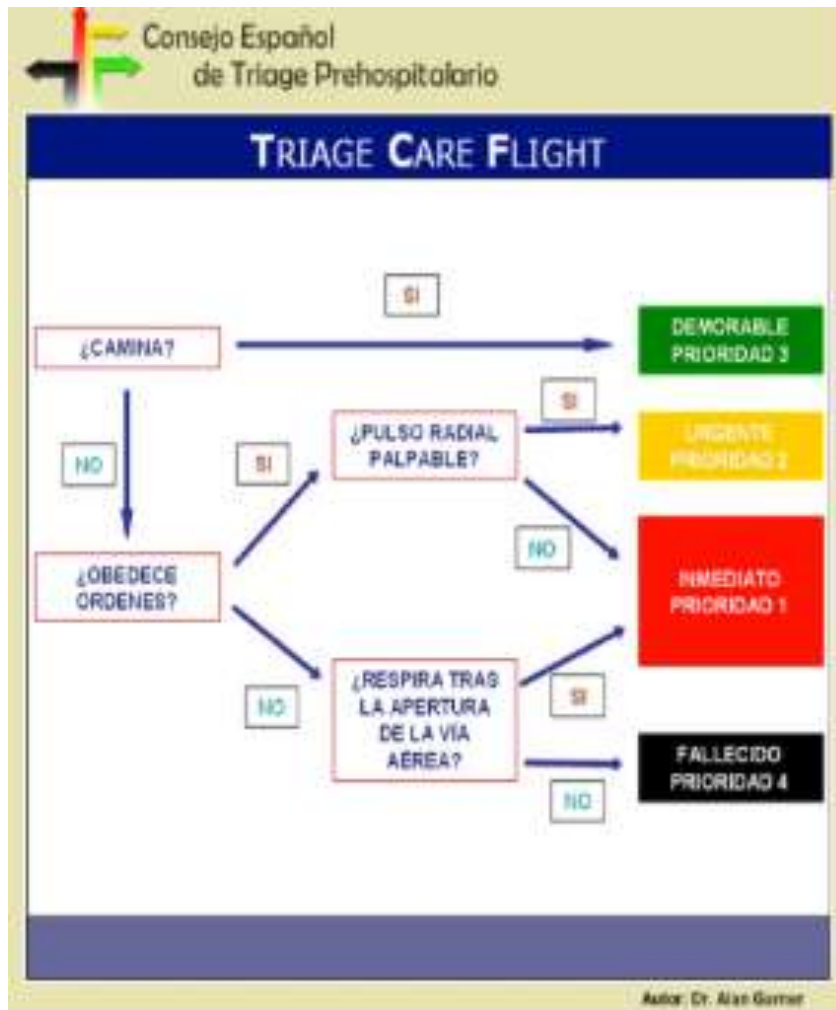 Consejo Español
de Triage Prehospitalario
TRIAGE CARE FLIGHT
SI
¿CAMINA?
DEMORABLE
PRIORIDAD 3
SI
¿PULSO RADIAL
PALPABLE?
URGENTE
PRIORIDAD 2
NO
SI
NO
¿OBEDECE
ORDENES?
INMEDIATO
PRIORIDAD 1
¿RESPIRA TRAS
LA APERTURA
DE LA VÍA
AÉREA?
NO
SI
FALLECIDO
PRIORIDAD 4
NO
Autor: Dr. Alan Garner